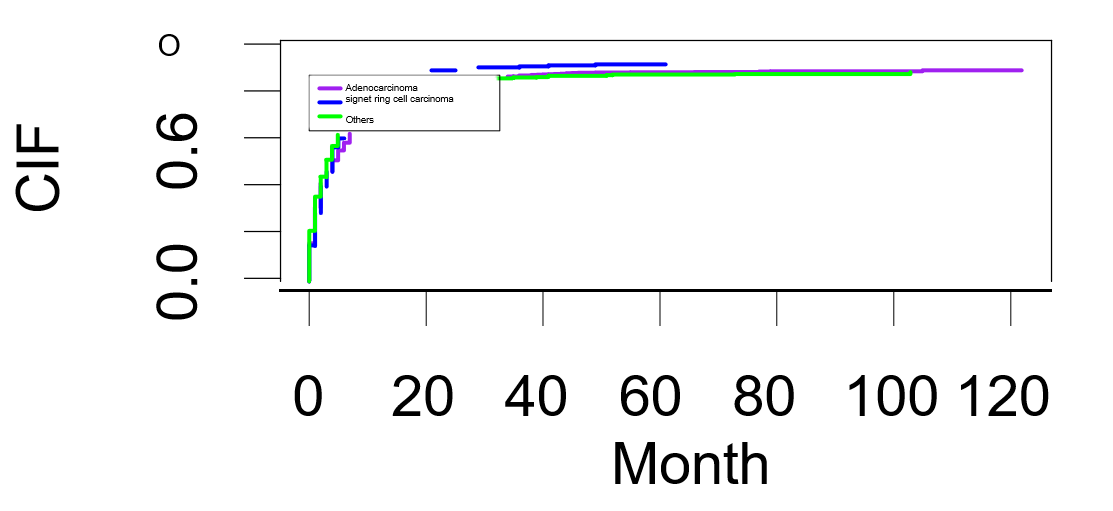 O
CIF
0.6
0.0
Adenocarcinoma
signet ring cell carcinoma
Others
0 20 40 60 80 100 120
Month